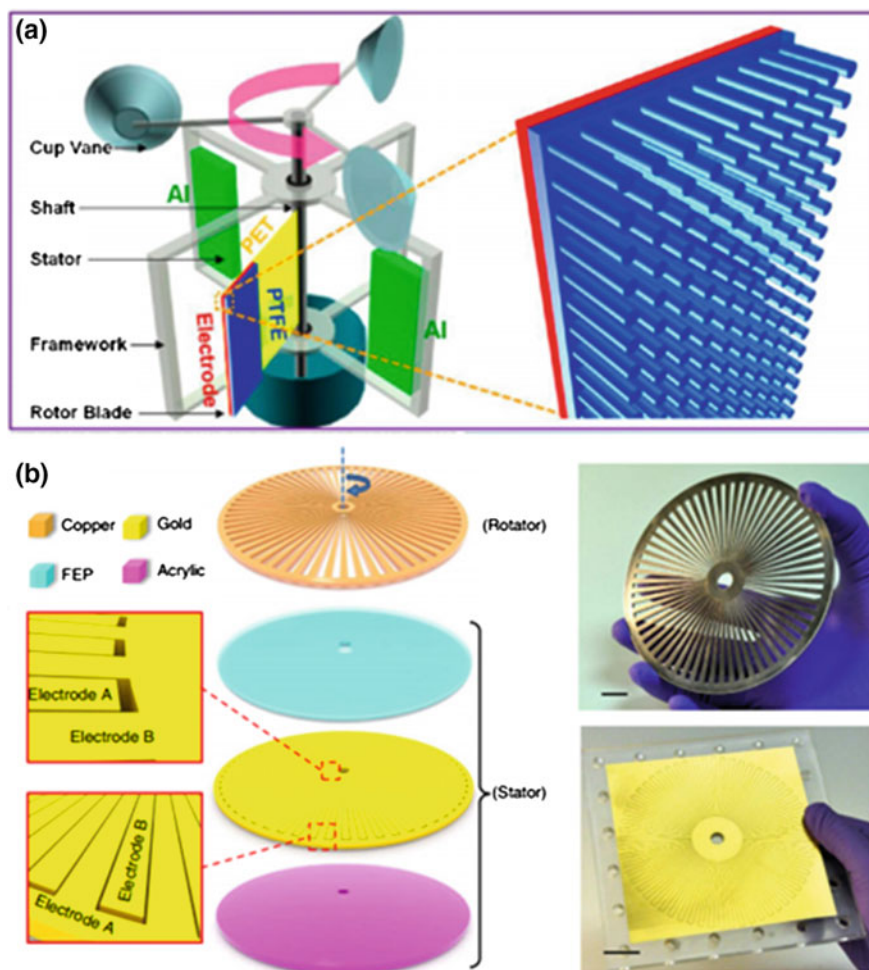 (a)
Cup Vane
Al
Shaft
PET
Stator
PTFE
Electrode
Al
Framework
Rotor Blade
(b)
Copper
Gold
(Rotator)
FEP
Acrylic
Electrode A
Electrode B
(Stator)
Electrode B
Electrode A